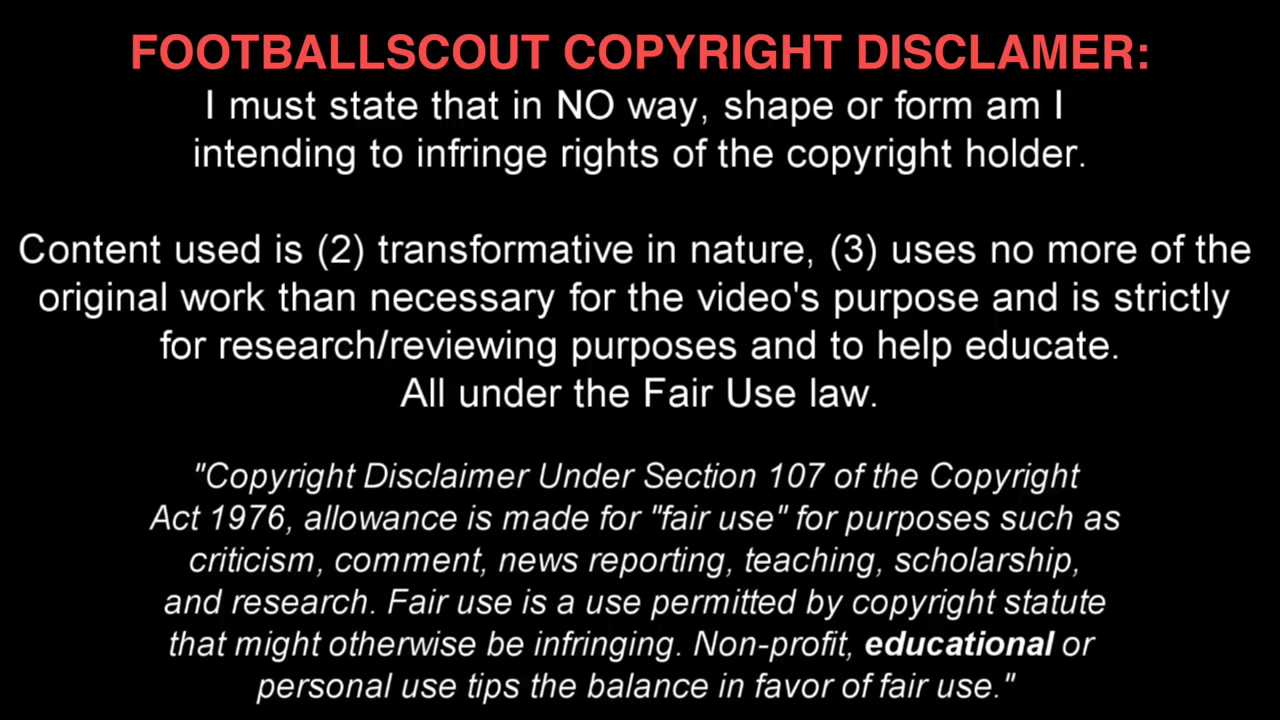 FOOTBALLSCOUT COPYRIGHT DISCLAMER:
I must state that in NO way, shape or form am I
intending to infringe rights of the copyright holder.
Content used is (2) transformative in nature, (3) uses no more of the
original work than necessary for the video's purpose and is strictly
for research/reviewing purposes and to help educate.
All under the Fair Use law.
"Copyright Disclaimer Under Section 107 of the Copyright
Act 1976, allowance is made for "fair use" for purposes such as
criticism, comment, news reporting, teaching, scholarship,
and research. Fair use is a use permitted by copyright statute
that might otherwise be infringing. Non-profit, educational or
personal use tips the balance in favor of fair use."